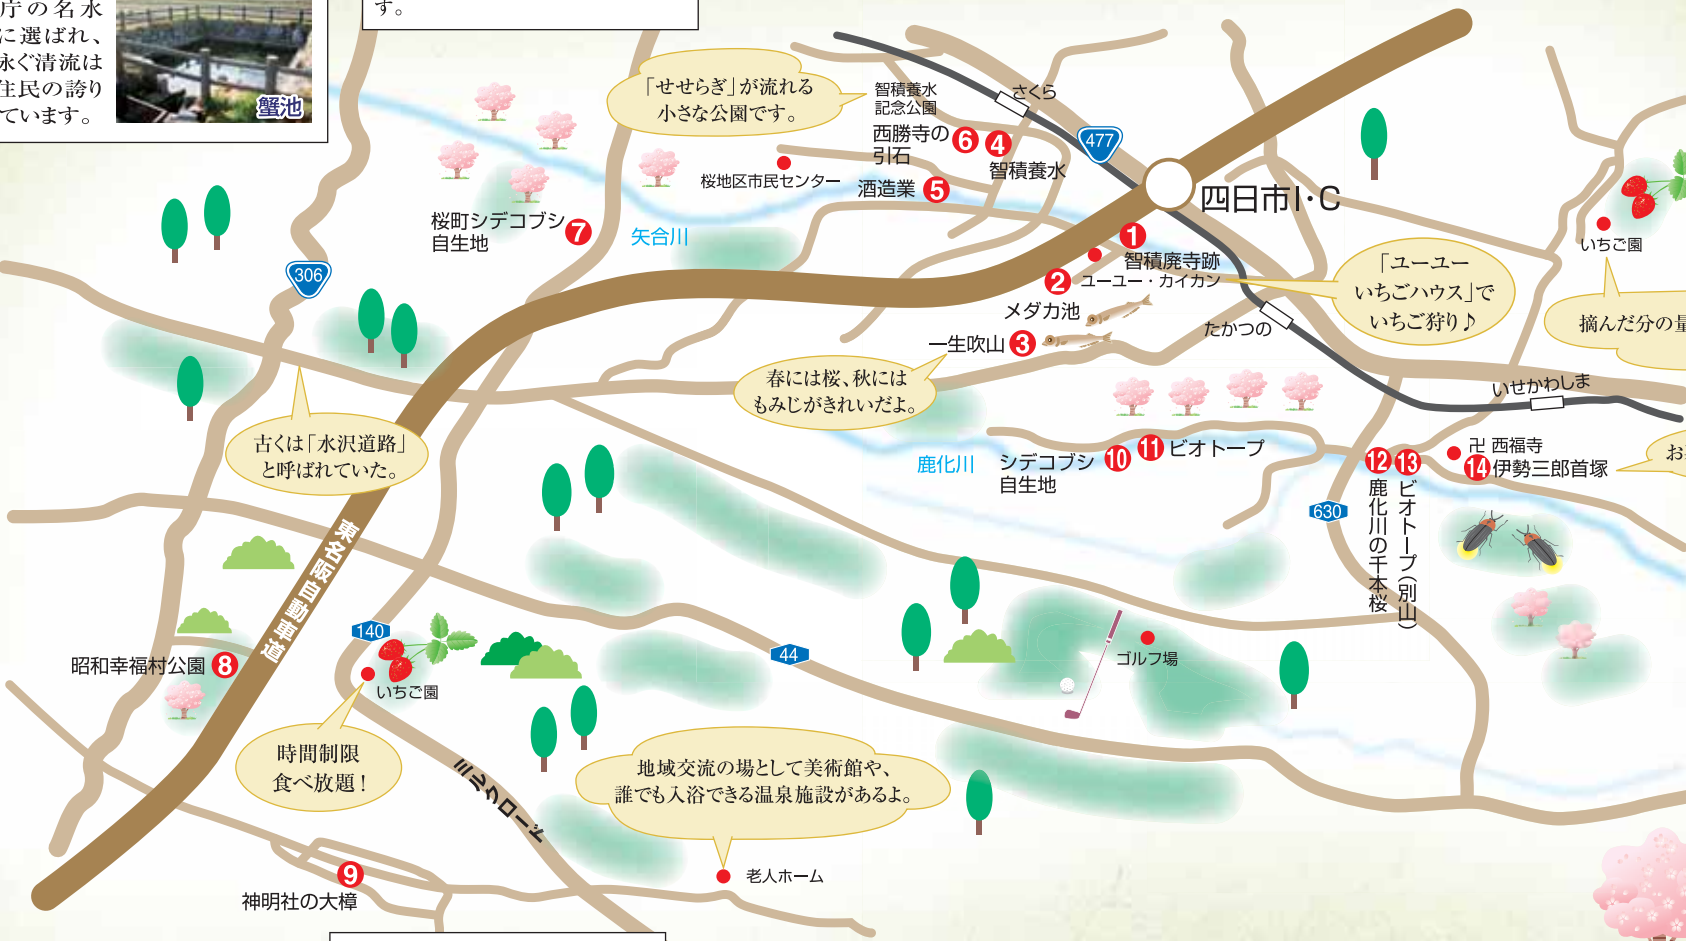 庁の名水
に選ばれ、
泳ぐ清流は
住民の誇り
ています。
蟹池
す。
「せせらぎ」が流れる
小さな公園です。
智積養水
記念公園
西勝寺の
引石
6
4
智積養水
さくら
477
桜地区市民センター
酒造業
5
四日市I・C
桜町シデコブシ
自生地
7
矢合川
1
智積廃寺跡
ユーユー・カイカン
2
メダカ池
一生吹山
3
たかつの
「ユーユー
いちごハウス」で
いちご狩り♪
いちご園
摘んだ分の量
306
春には桜、秋には
もみじがきれいだよ。
いせかわしま
古くは「水沢道路」
と呼ばれていた。
鹿化川
シデコブシ
自生地
10
11
ビオトープ
12
鹿化川の千本桜
13
ビオトープ(別山)
卍 西福寺
14
伊勢三郎首塚
お
630
東名阪自動車道
140
いちご園
44
ゴルフ場
昭和幸福村公園
8
時間制限
食べ放題!
ミルクロード
地域交流の場として美術館や、
誰でも入浴できる温泉施設があるよ。
老人ホーム
9
神明社の大樟